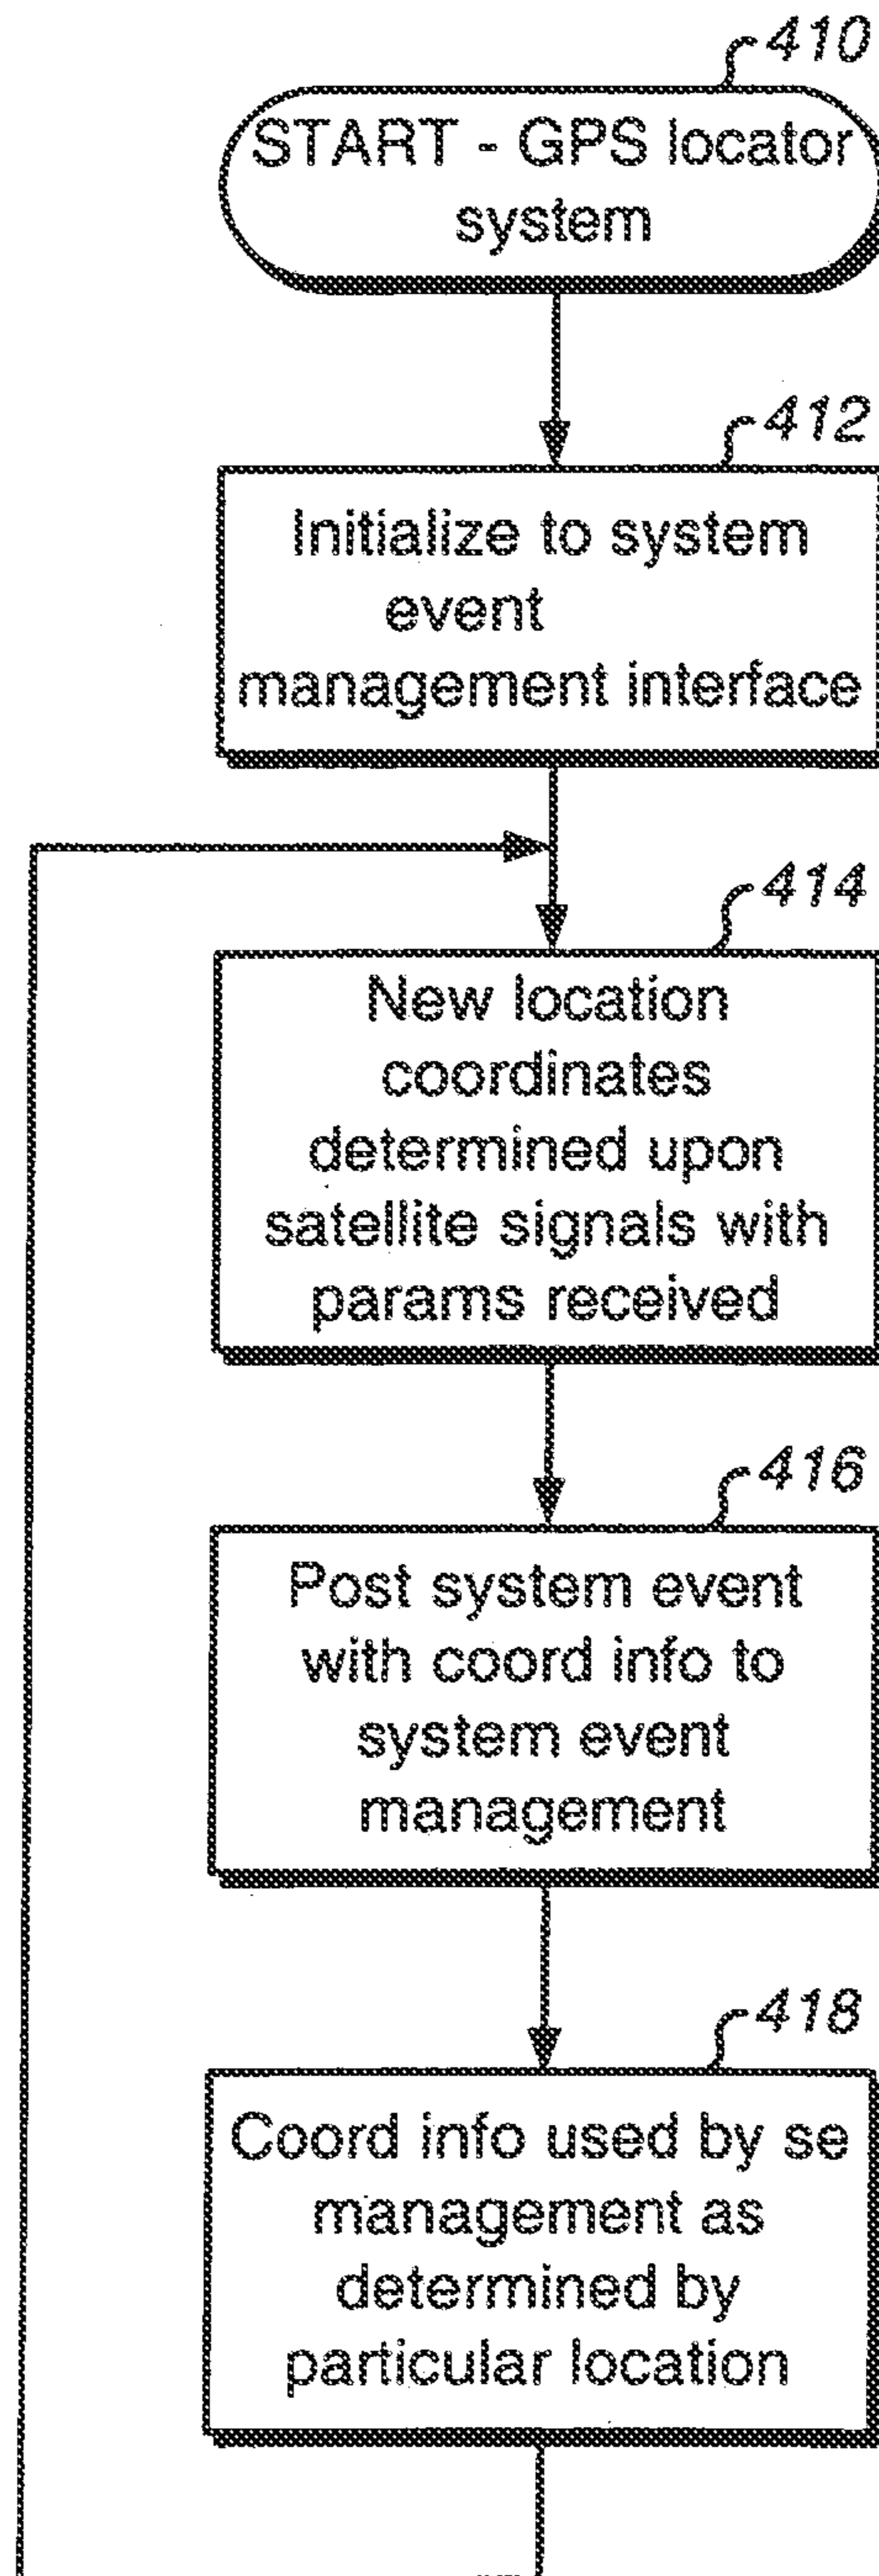 410
START - GPS locator
system
412
Initialize to system
event
management interface
414
New location
coordinates
determined upon
satellite signals with
params received
416
Post system event
with coord info to
system event
management
418
Coord info used by se
management as
determined by
particular location